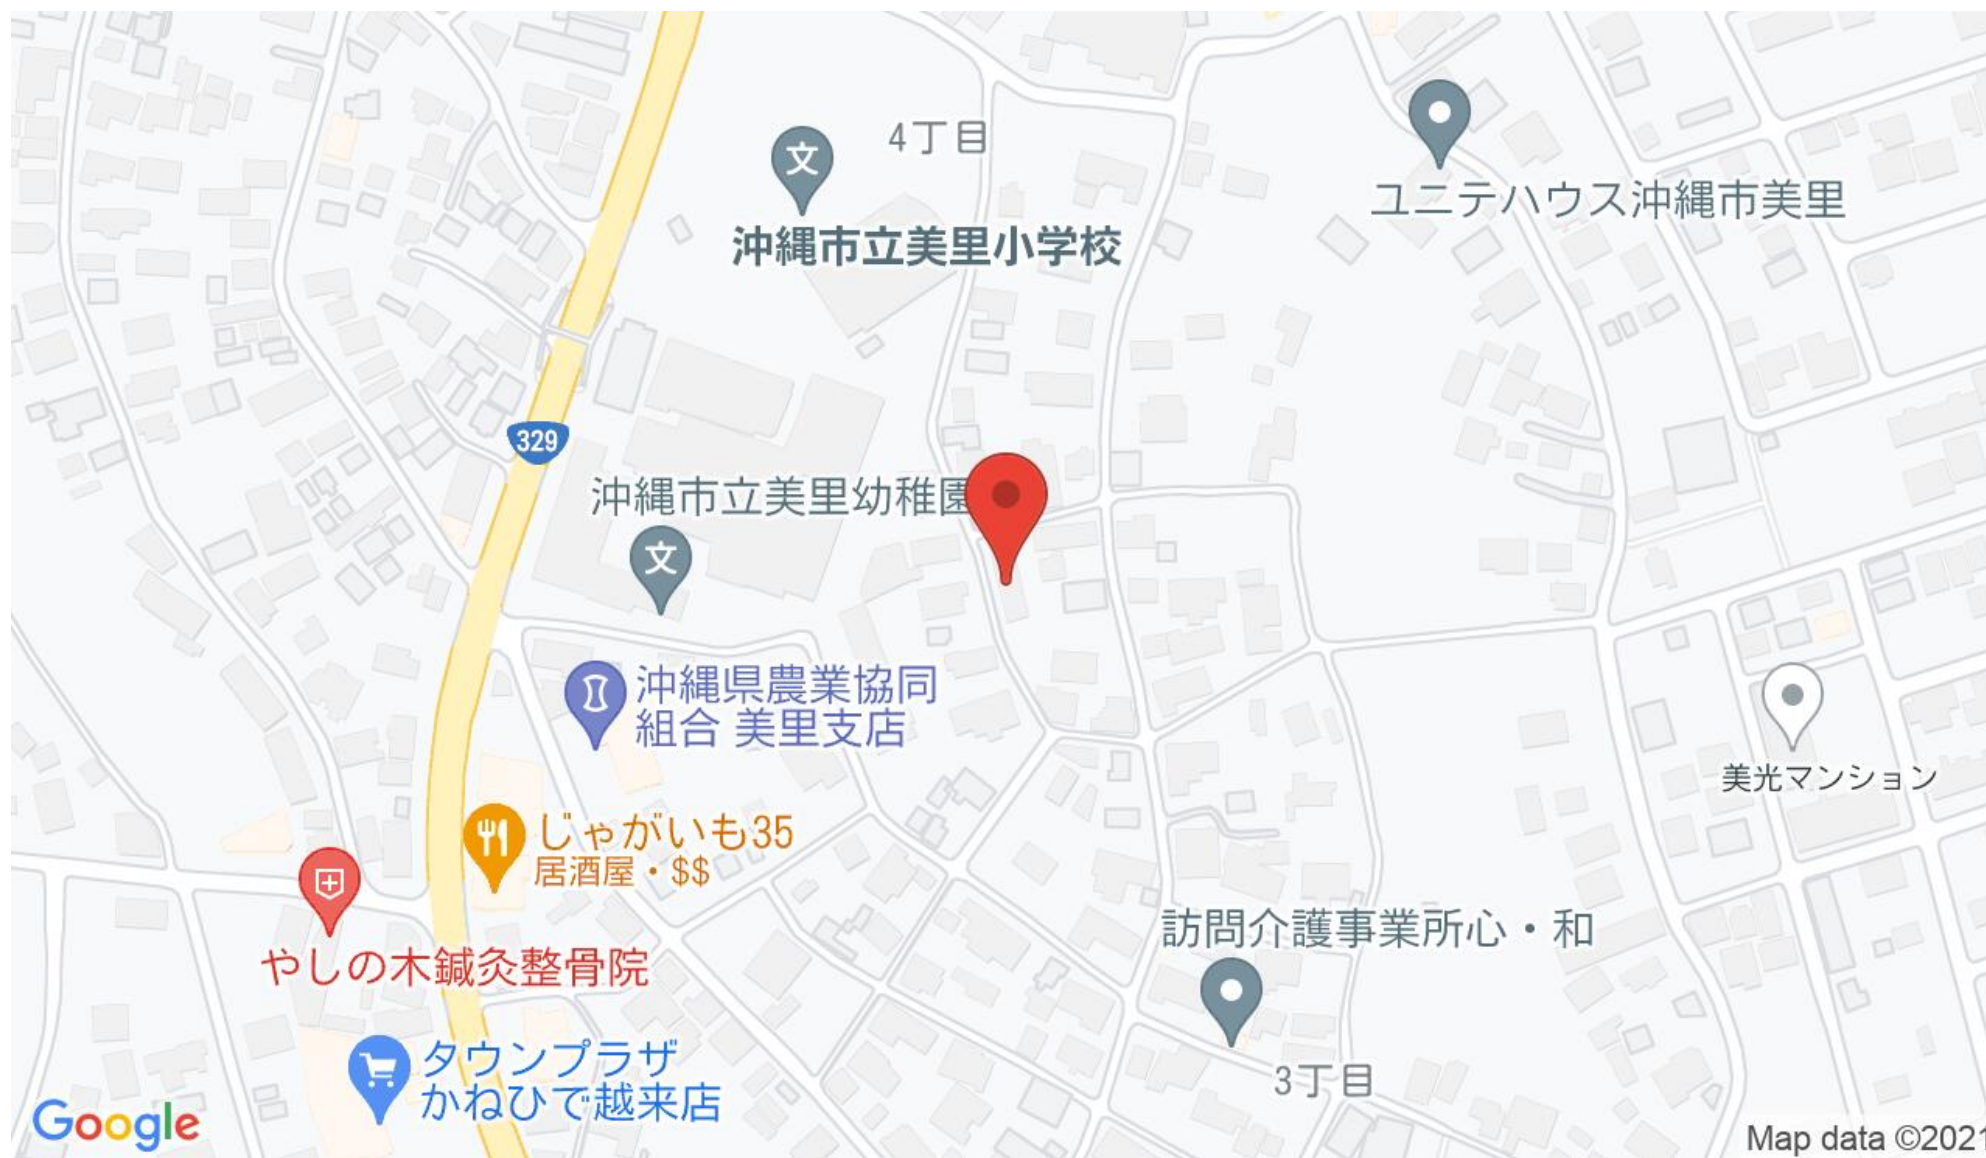 4丁目
文
沖縄市立美里小学校
ユニテハウス沖縄市美里
329
沖縄市立美里幼稚園
文
沖縄県農業協同
組合 美里支店
美光マンション
じゃがいも35
居酒屋・$$
訪問介護事業所心・和
やしの木鍼灸整骨院
タウンプラザ
かねひで越来店
3丁目
Google
Map data ©2021